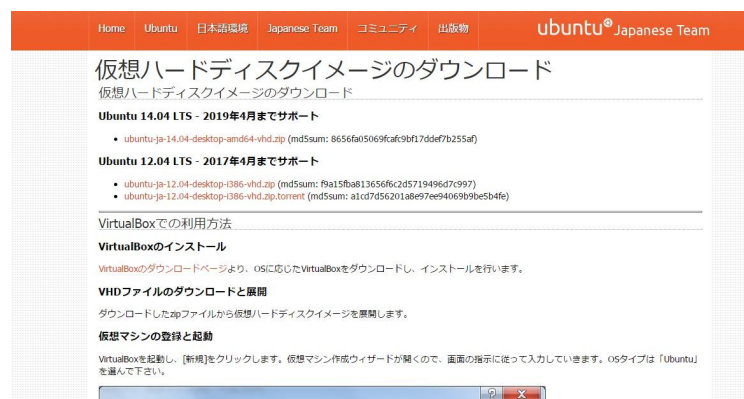 Home Ubuntu 日本語環境 Japanese Team コミュニティ 出版物 ubuntu® Japanese Team
仮想ハードディスクイメージのダウンロード
仮想ハードディスクイメージのダウンロード
Ubuntu 14.04 LTS - 2019年4月までサポート
ubuntu-ja-14.04-desktop-amd64-vhd.zip (md5sum: 8656fa05069fcafc9bf17ddef7b255af)
Ubuntu 12.04 LTS - 2017年4月までサポート
ubuntu-ja-12.04-desktop-i386-vhd.zip (md5sum: f9a15fba813656f6c2d5719496d7c997)
ubuntu-ja-12.04-desktop-i386-vhd.zip.torrent (md5sum: a1cd7d56201a8e97ee94069b9be5b4fe)
VirtualBoxでの利用方法
VirtualBoxのインストール
VirtualBoxのダウンロードページより、OSに応じたVirtualBoxをダウンロードし、インストールを行います。
VHDファイルのダウンロードと展開
ダウンロードしたzipファイルから仮想ハードディスクイメージを展開します。
仮想マシンの登録と起動
VirtualBoxを起動し、[新規]をクリックします。仮想マシン作成ウィザードが開くので、画面の指示に従って入力していきます。OSタイプは「Ubuntu」
を選んで下さい。